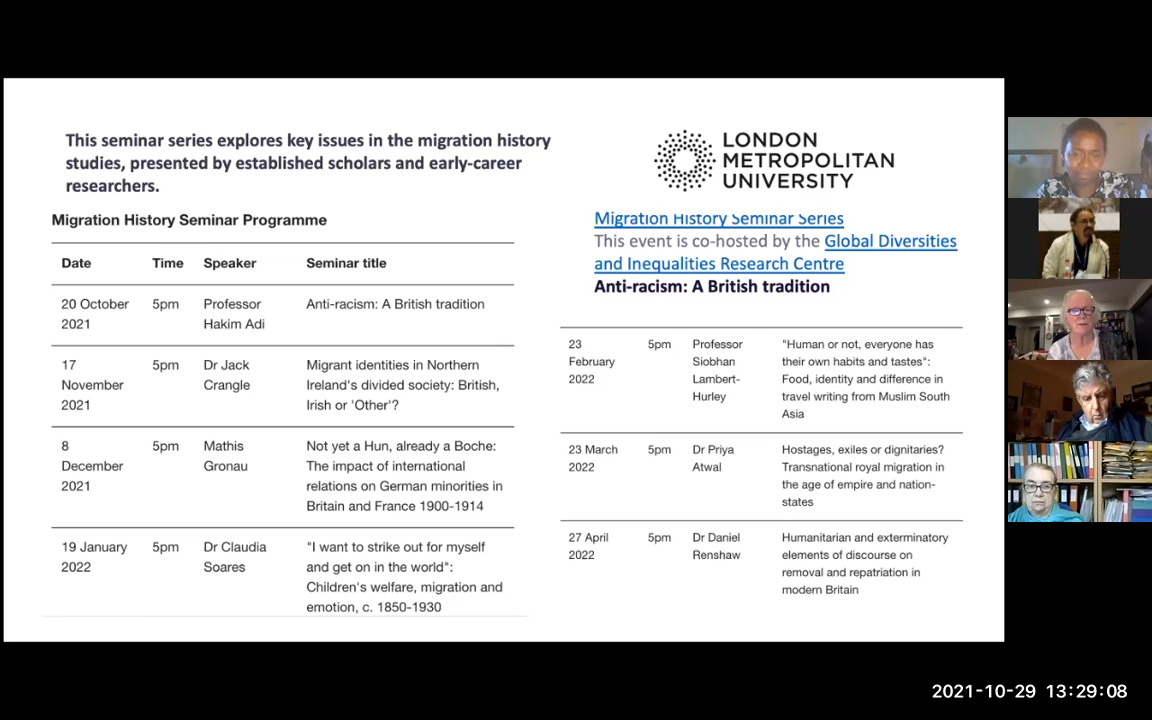 This seminar series explores key issues in the migration history
studies, presented by established scholars and early-career
researchers.
Migration History Seminar Programme
Date Time Speaker Seminar title
20 October 5pm Professor Anti-racism: A British tradition
2021 Hakim Adi
17 5pm Dr Jack Migrant identities in Northern
November Crangle Ireland's divided society: British,
2021 Irish or 'Other'?
8 5pm Mathis Not yet a Hun, already a Boche:
December Gronau The impact of international
2021 relations on German minorities in
Britain and France 1900-1914
19 January 5pm Dr Claudia "I want to strike out for myself
2022 Soares and get on in the world":
Children's welfare, migration and
emotion, c. 1850-1930
LONDON
METROPOLITAN
UNIVERSITY
Migration History Seminar Series
This event is co-hosted by the Global Diversities
and Inequalities Research Centre
Anti-racism: A British tradition
23 5pm Professor "Human or not, everyone has
February Siobhan their own habits and tastes":
2022 Lambert- Food, identity and difference in
Hurley travel writing from Muslim South
Asia
23 March 5pm Dr Priya Hostages, exiles or dignitaries?
2022 Atwal Transnational royal migration in
the age of empire and nation-
states
27 April 5pm Dr Daniel Humanitarian and exterminatory
2022 Renshaw elements of discourse on
removal and repatriation in
modern Britain
2021-10-29 13:29:08